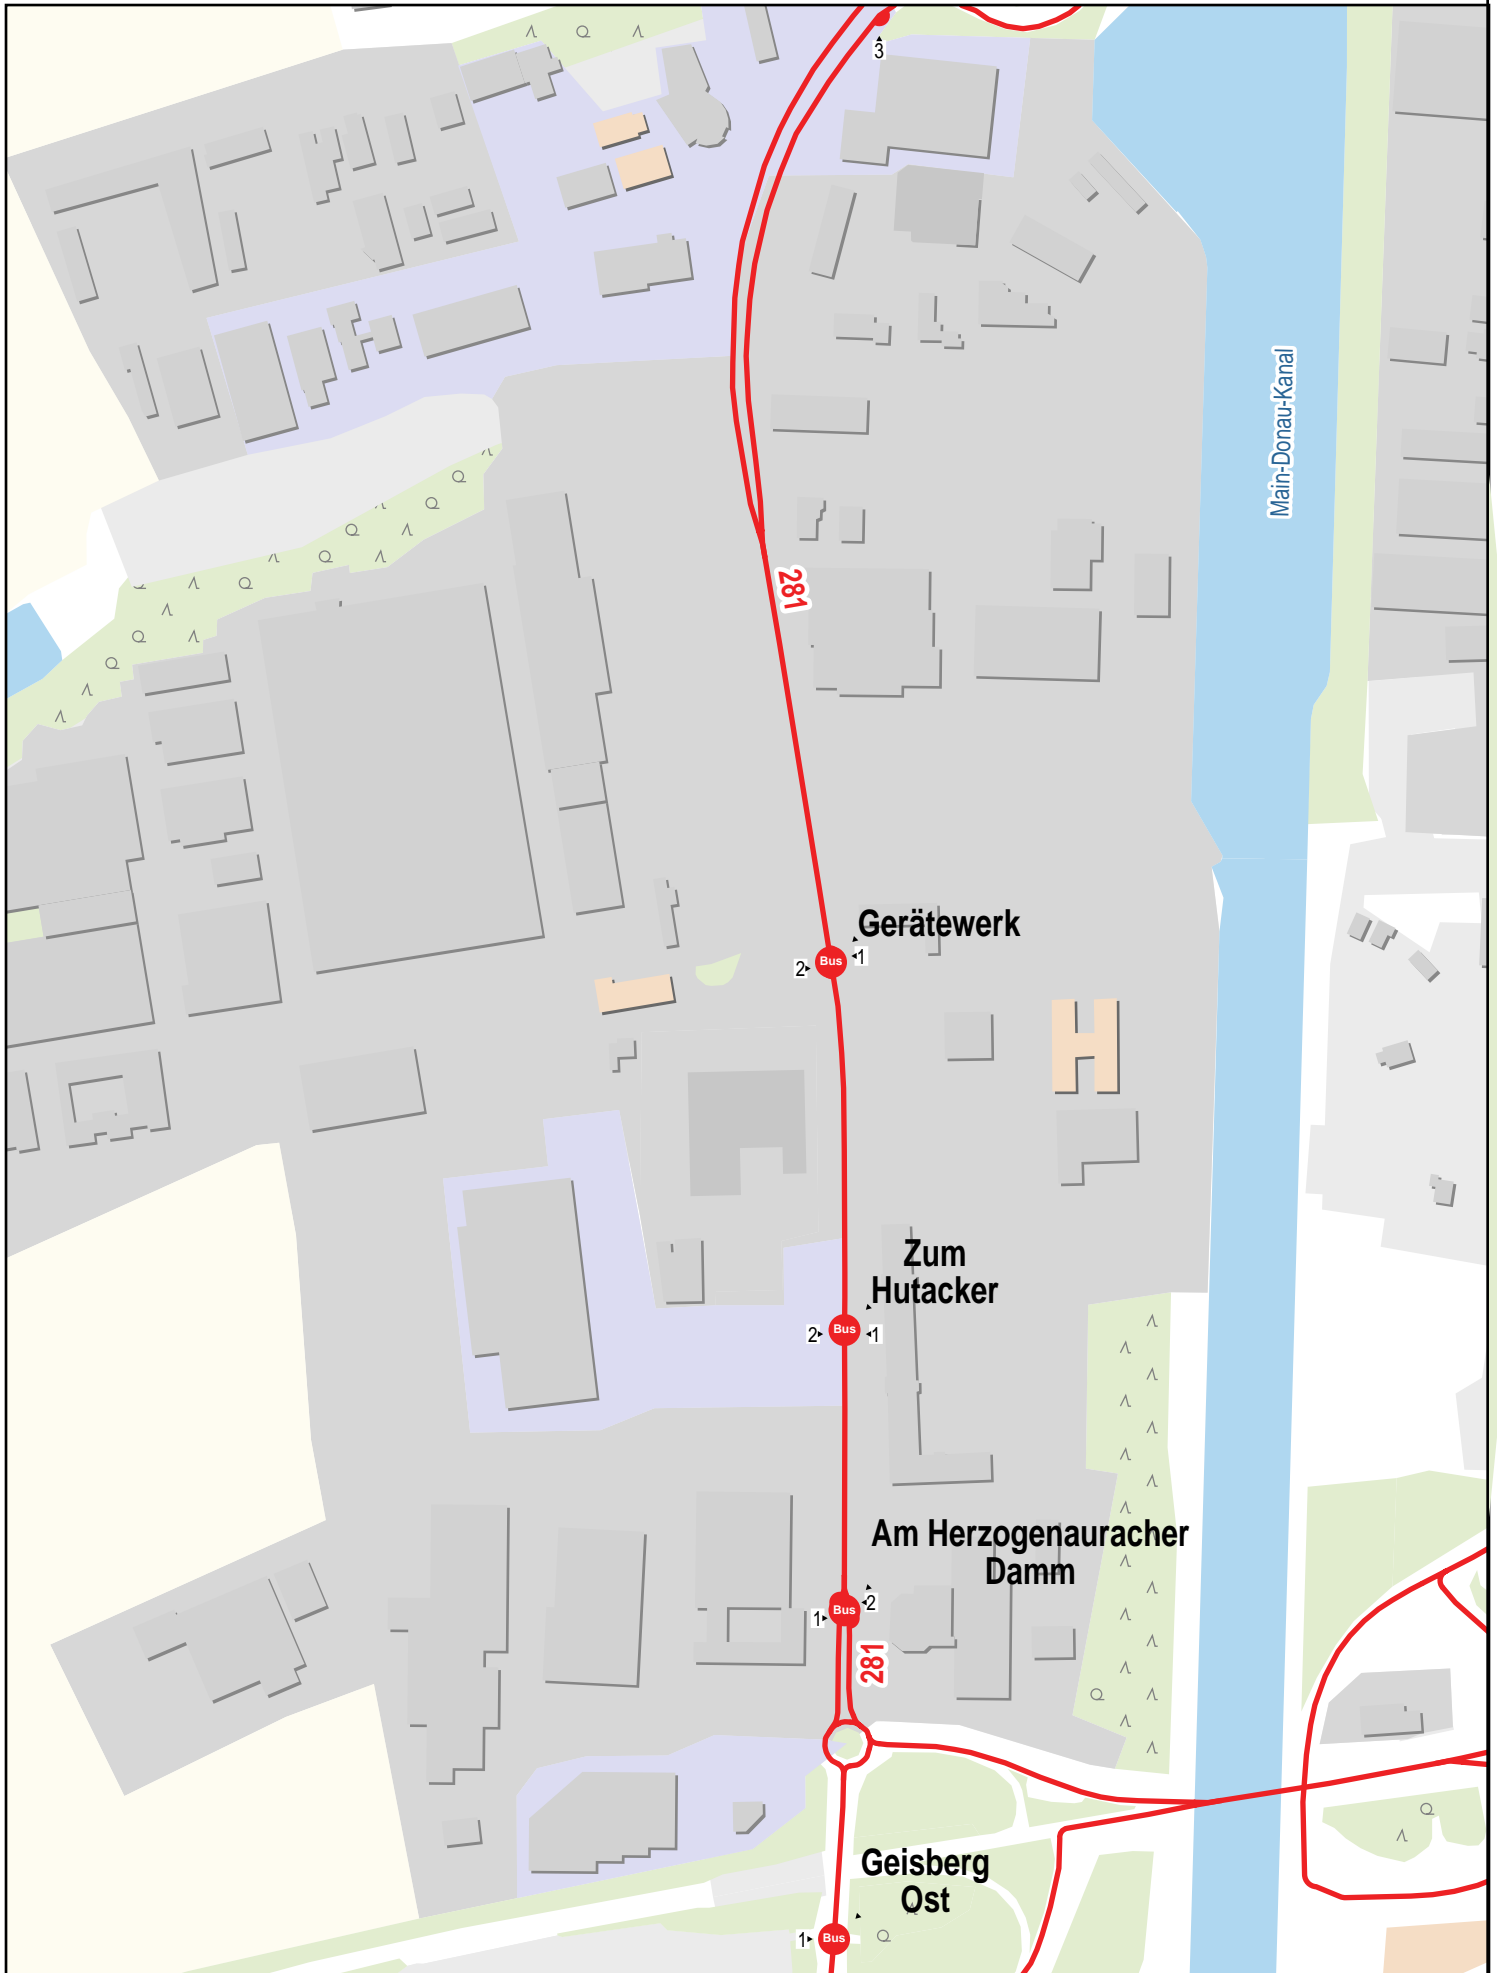 3
Main-Donau-Kanal
281
Gerätewerk
2
Bus
1
Zum
Hutacker
2
Bus
1
Am Herzogenauracher
Damm
1
Bus
2
281
Geisberg
Ost
1
Bus